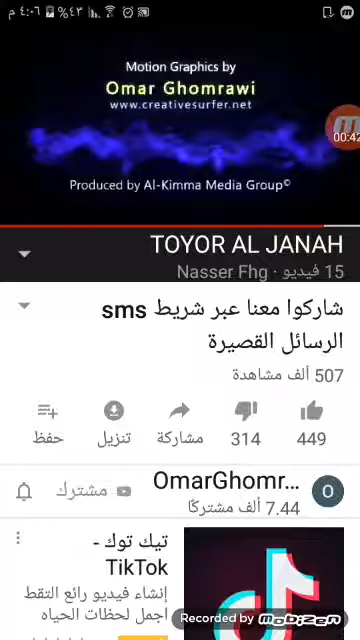 ٤:٠٦ م
٤٣%
Motion Graphics by
Omar Ghomrawi
www.creativesurfer.net
00:42
Produced by Al-Kimma Media Group©
TOYOR AL JANAH
15 فيديو · Nasser Fhg
شاركوا معنا عبر شريط sms
الرسائل القصيرة
507 ألف مشاهدة
449
314
مشاركة
تنزيل
حفظ
OmarGhomr...
7.44 ألف مشتركًا
مشترك
O
تيك توك -
TikTok
إنشاء فيديو رائع التقط
اجمل لحظات الحياه
Recorded by mobizen